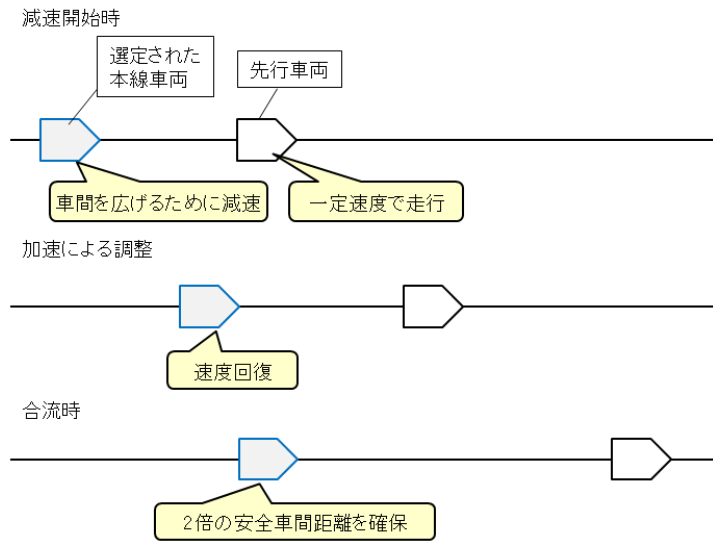 減速開始時
選定された
本線車両
先行車両
車間を広げるために減速
一定速度で走行
加速による調整
速度回復
合流時
2倍の安全車間距離を確保